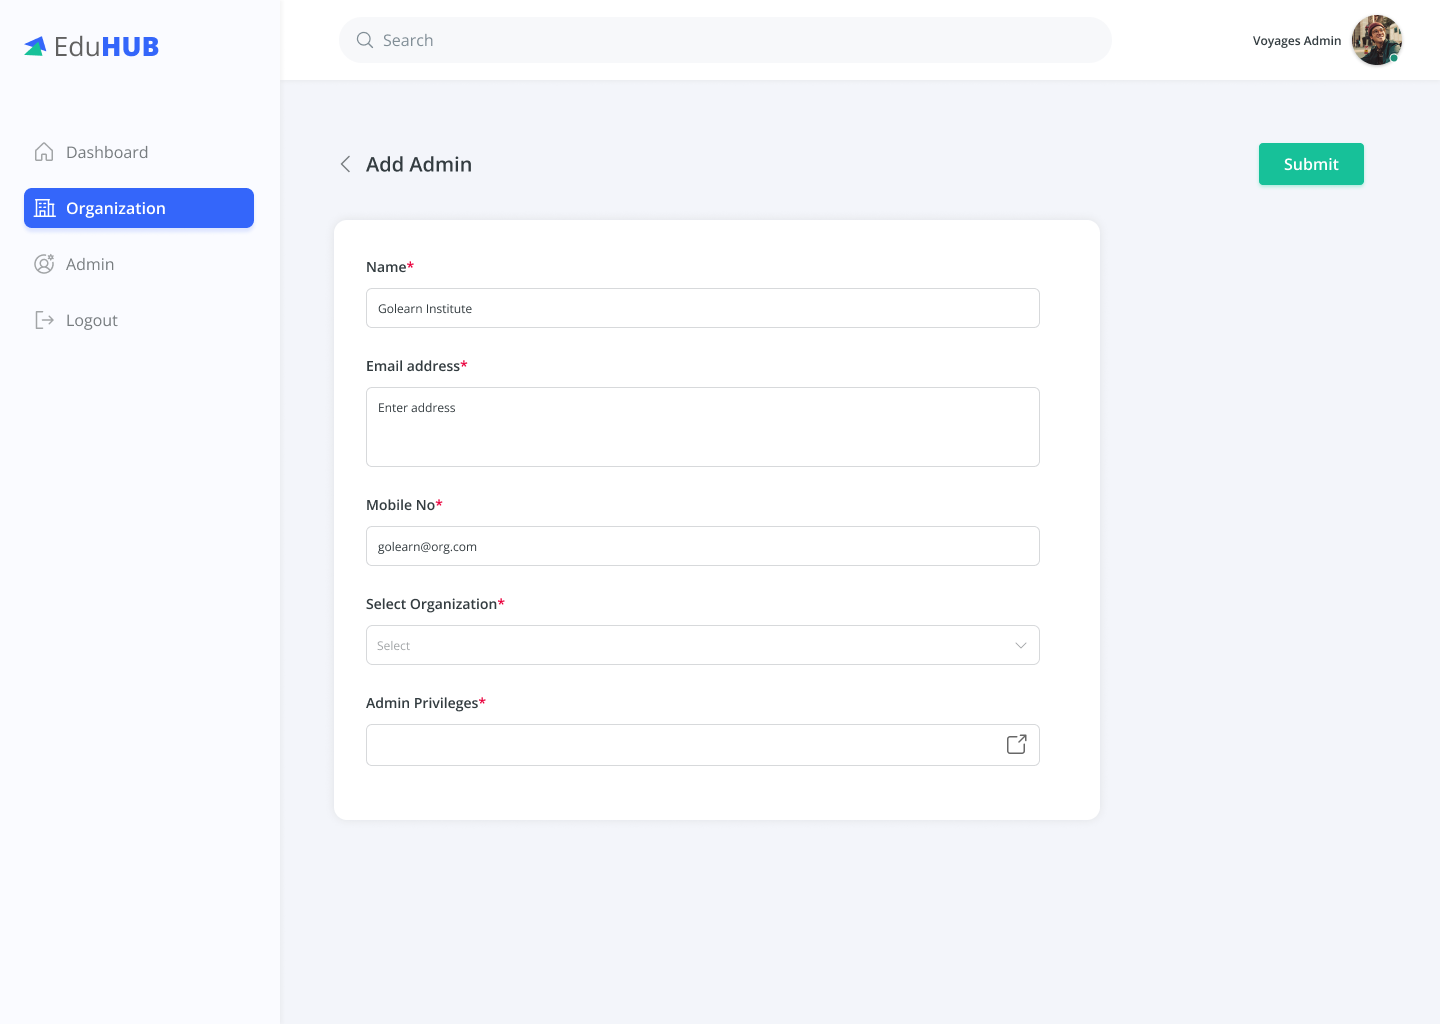 EduHUB
Search
Voyages Admin
Dashboard
Organization
Admin
Logout
Add Admin
Submit
Name*
Golearn Institute
Email address*
Enter address
Mobile No*
golearn@org.com
Select Organization*
Select
Admin Privileges*